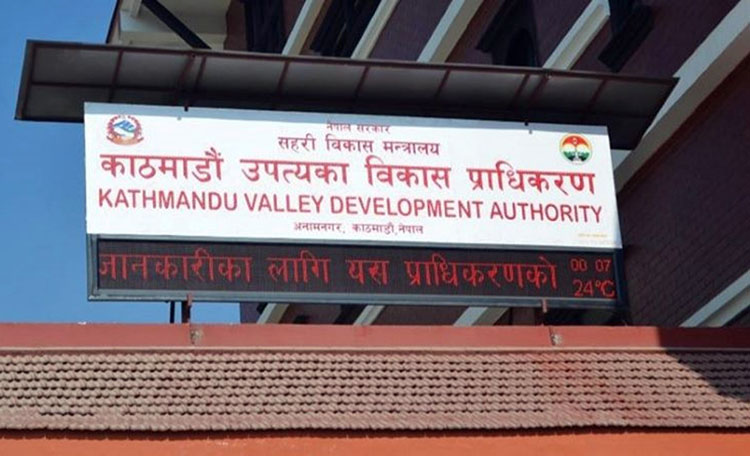 नेपाल सरकार
सहरी विकास मन्त्रालय
काठमाडौं उपत्यका विकास प्राधिकरण
KATHMANDU VALLEY DEVELOPMENT AUTHORITY
अनामनगर, काठमाडौं,नेपाल
जानकारीका लागि यस प्राधिकरणको
00 07
24°C